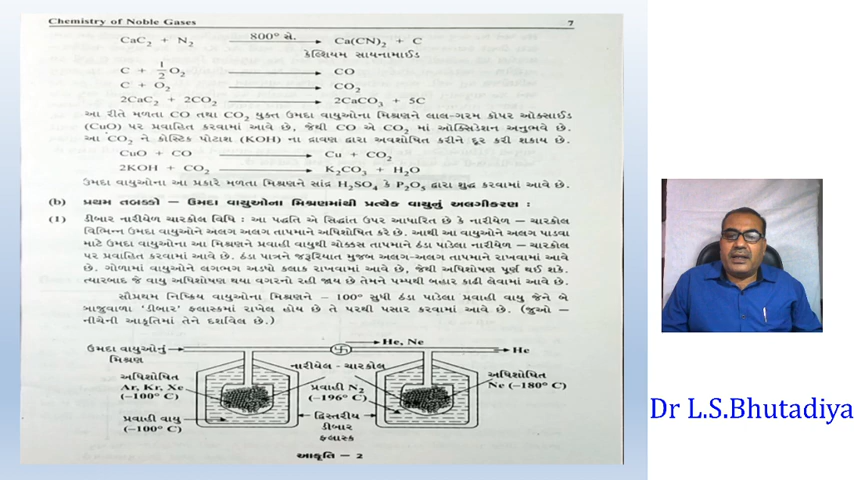 Chemistry of Noble Gases 7
CaC₂ + N₂ 800° સે. Ca(CN)₂ + C
કેલ્શિયમ સાયનામાઈડ
C + 1/2 O₂ CO
C + O₂ CO₂
2CaC₂ + 2CO₂ 2CaCO₃ + 5C
આ રીતે મળતા CO તથા CO₂ યુક્ત ઉમદા વાયુઓના મિશ્રણને લાલ-ગરમ કોપર ઓક્સાઈડ
(CuO) પર પ્રવાહિત કરવામાં આવે છે, જેથી CO એ CO₂ માં ઓક્સિડેશન અનુભવે છે.
આ CO₂ ને કોસ્ટિક પોટાશ (KOH) ના દ્રાવણ દ્વારા અવશોષિત કરીને દૂર કરી શકાય છે.
CuO + CO Cu + CO₂
2KOH + CO₂ K₂CO₃ + H₂O
ઉમદા વાયુઓના આ પ્રકારે મળતા મિશ્રણને સાંદ્ર H₂SO₄ કે P₂O₅ દ્વારા શુદ્ધ કરવામાં આવે છે.
(b) પ્રથમ તબક્કો – ઉમદા વાયુઓના મિશ્રણમાંથી પ્રત્યેક વાયુનું અલગીકરણ :
(1) ડીબાર નારીયેળ ચારકોલ વિધિ : આ પદ્ધતિ એ સિદ્ધાંત ઉપર આધારિત છે કે નારીયેળ – ચારકોલ
વિભિન્ન ઉમદા વાયુઓને અલગ અલગ તાપમાને અધિશોષિત કરે છે. આથી આ વાયુઓને અલગ પાડવા
માટે ઉમદા વાયુઓના આ મિશ્રણને પ્રવાહી વાયુથી ચોક્કસ તાપમાને ઠંડા પાડેલા નારીયેળ – ચારકોલ
પર પ્રવાહિત કરવામાં આવે છે. ઠંડા પાત્રને જરૂરિયાત મુજબ અલગ-અલગ તાપમાને રાખવામાં આવે
છે. ગોળામાં વાયુઓને લગભગ અડધો કલાક રાખવામાં આવે છે, જેથી અધિશોષણ પૂર્ણ થઈ શકે.
ત્યારબાદ જે વાયુ અધિશોષણ થયા વગરનો રહી જાય છે તેમને પમ્પથી બહાર કાઢી લેવામાં આવે છે.
સૌપ્રથમ નિષ્ક્રિય વાયુઓના મિશ્રણને – 100° સુધી ઠંડા પાડેલા પ્રવાહી વાયુ જેને બે
બાજુવાળા 'ડીબાર' ફલાસ્કમાં રાખેલ હોય છે તે પરથી પસાર કરવામાં આવે છે. (જુઓ –
નીચેની આકૃતિમાં તેને દર્શાવેલ છે.)
ઉમદા વાયુઓનું
મિશ્રણ
He, Ne
He
નારીયેલ - ચારકોલ
અધિશોષિત
Ar, Kr, Xe
(–100° C)
પ્રવાહી N₂
(–196° C)
અધિશોષિત
Ne (–180° C)
પ્રવાહી વાયુ
(–100° C)
દ્વિસ્તરીય
ડીબાર
ફલાસ્ક
આકૃતિ – 2
Dr L.S.Bhutadiya